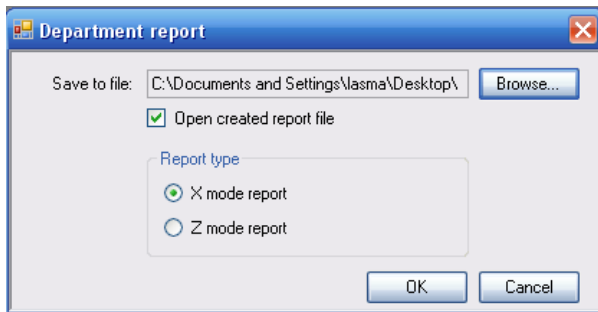 Department report
Save to file: C:\Documents and Settings\lasma\Desktop\ Browse...
Open created report file
Report type
X mode report
Z mode report
OK Cancel